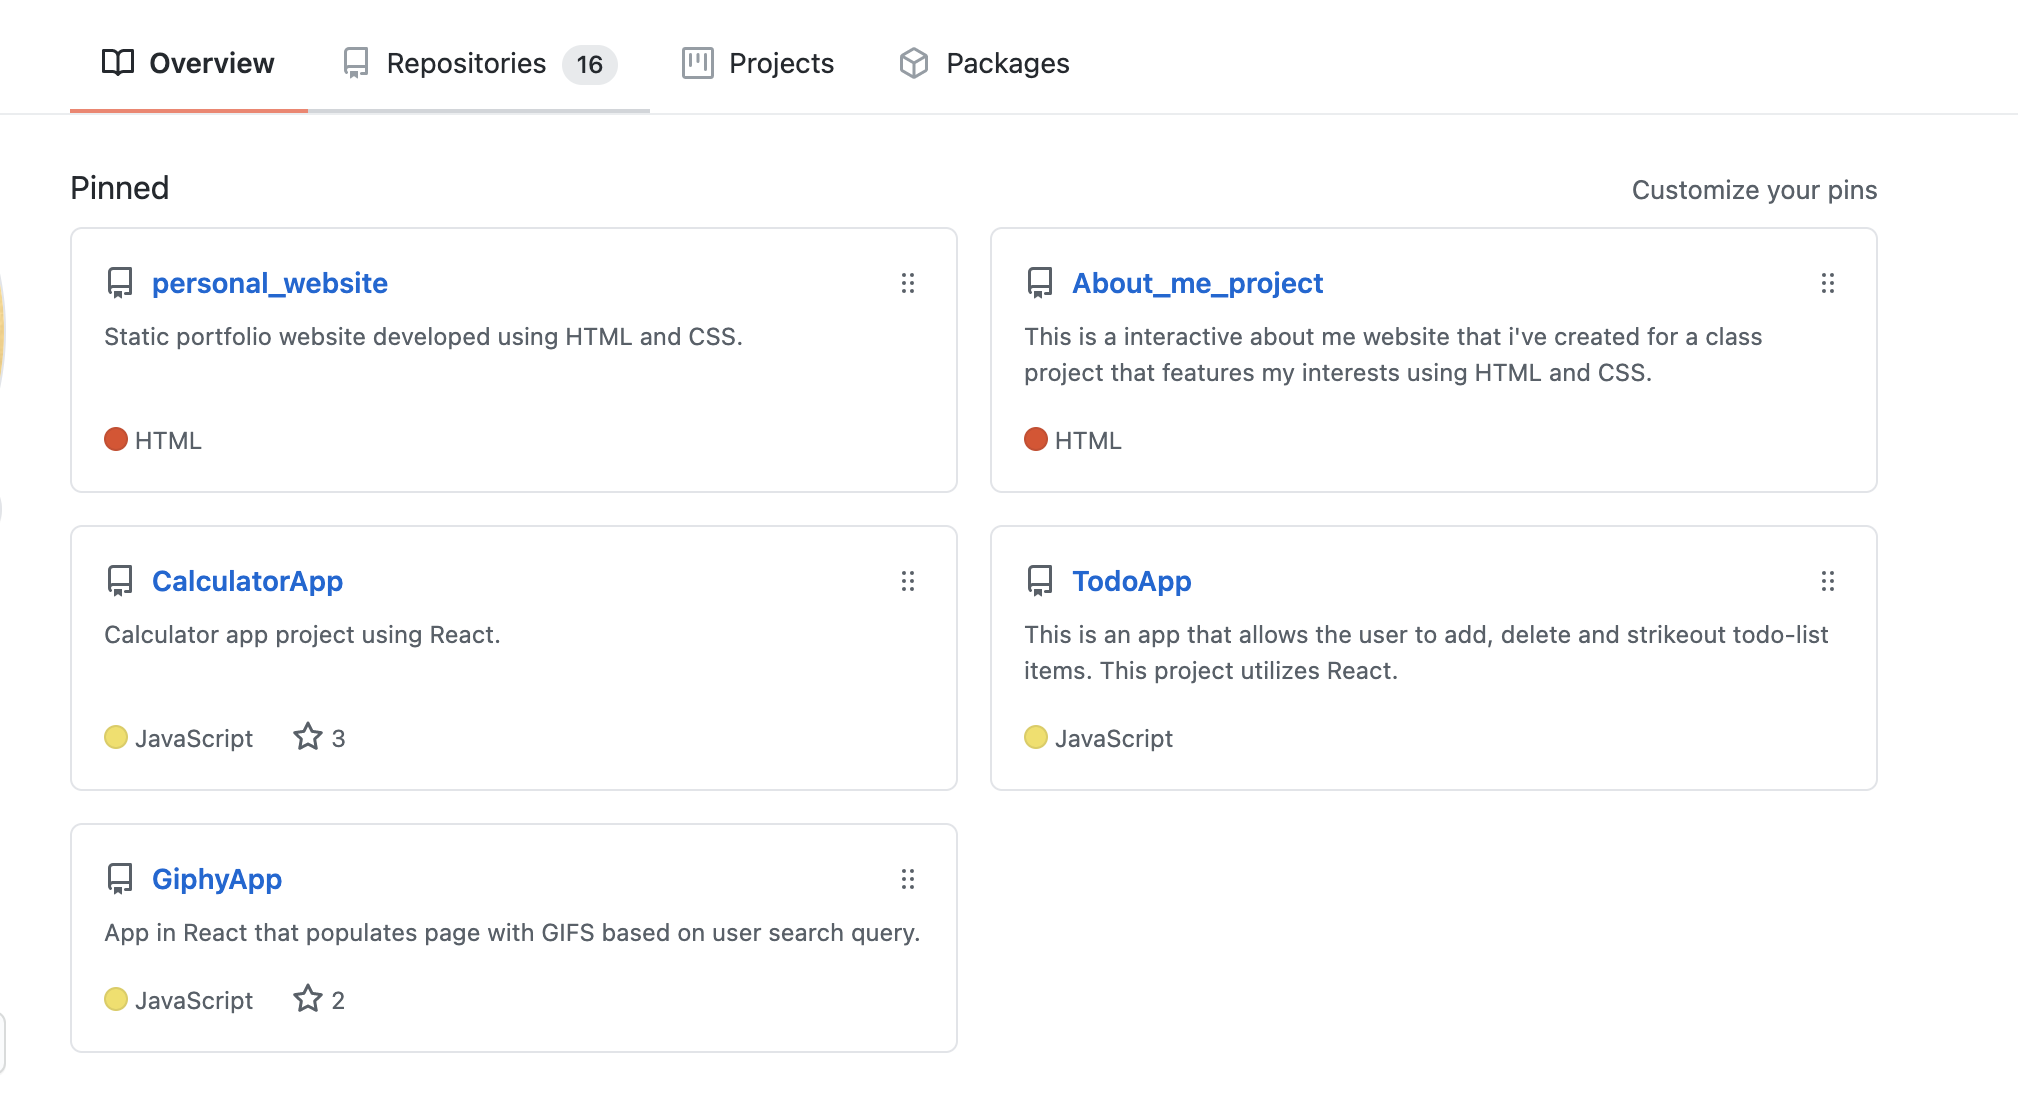 Overview Repositories 16 Projects Packages
Pinned
Customize your pins
personal_website
Static portfolio website developed using HTML and CSS.
HTML
About_me_project
This is a interactive about me website that i've created for a class
project that features my interests using HTML and CSS.
HTML
CalculatorApp
Calculator app project using React.
JavaScript 3
TodoApp
This is an app that allows the user to add, delete and strikeout todo-list
items. This project utilizes React.
JavaScript
GiphyApp
App in React that populates page with GIFS based on user search query.
JavaScript 2